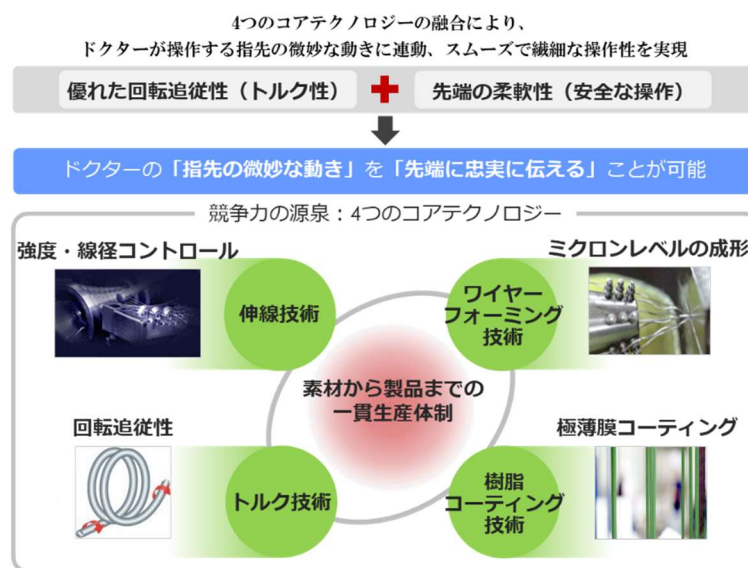 4つのコアテクノロジーの融合により、
ドクターが操作する指先の微妙な動きに連動、スムーズで繊細な操作性を実現
優れた回転追従性（トルク性）
先端の柔軟性（安全な操作）
ドクターの「指先の微妙な動き」を「先端に忠実に伝える」ことが可能
競争力の源泉：4つのコアテクノロジー
強度・線径コントロール
ミクロンレベルの成形
伸線技術
ワイヤー
フォーミング
技術
素材から製品までの
一貫生産体制
回転追従性
極薄膜コーティング
トルク技術
樹脂
コーティング
技術